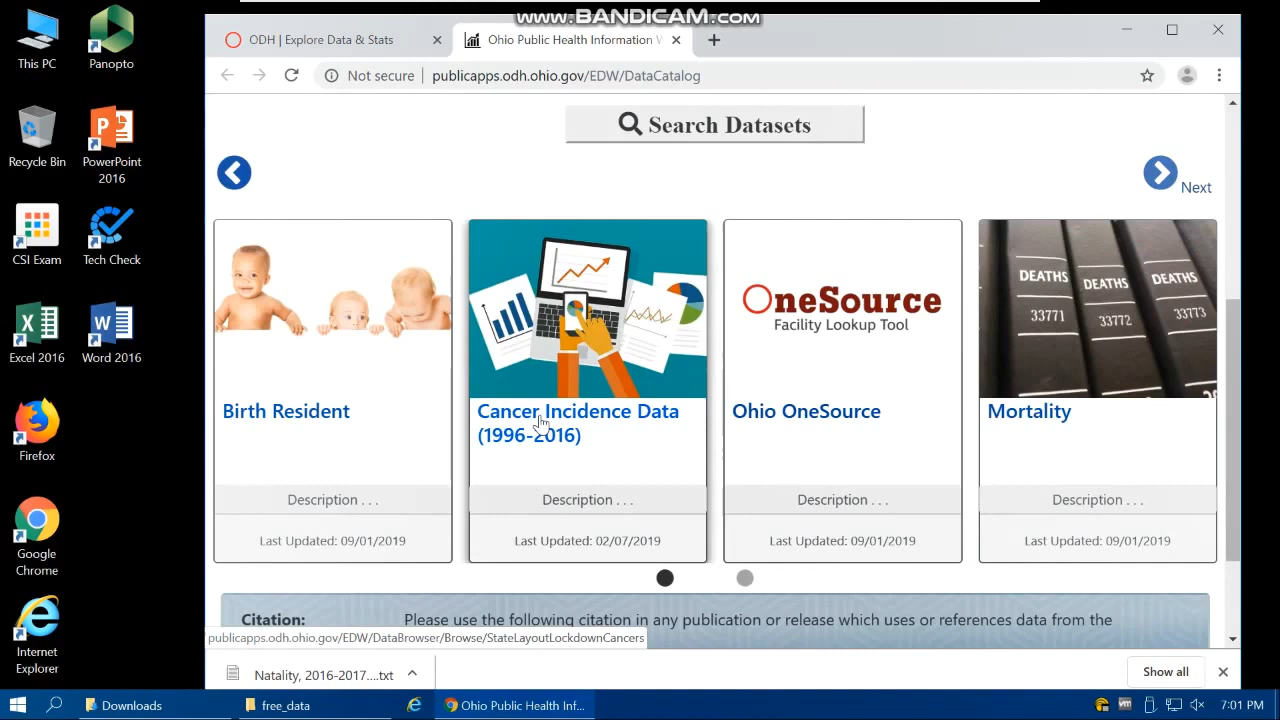 WWW.BANDICAM.COM
This PC
Panopto
Recycle Bin
PowerPoint
2016
CSI Exam
Tech Check
Excel 2016
Word 2016
Firefox
Google
Chrome
Internet
Explorer
ODH | Explore Data & Stats
Ohio Public Health Information W
Not secure
publicapps.odh.ohio.gov/EDW/DataCatalog
Search Datasets
Next
OneSource
Facility Lookup Tool
DEATHS
33771
DEATHS
33772
DEATHS
33773
Birth Resident
Cancer Incidence Data
(1996-2016)
Ohio OneSource
Mortality
Description . . .
Description . . .
Description . . .
Description . . .
Last Updated: 09/01/2019
Last Updated: 02/07/2019
Last Updated: 09/01/2019
Last Updated: 09/01/2019
Citation:
Please use the following citation in any publication or release which uses or references data from the
publicapps.odh.ohio.gov/EDW/DataBrowser/Browse/StateLayoutLockdownCancers
Natality, 2016-2017....txt
Show all
Downloads
free_data
Ohio Public Health Inf...
7:01 PM